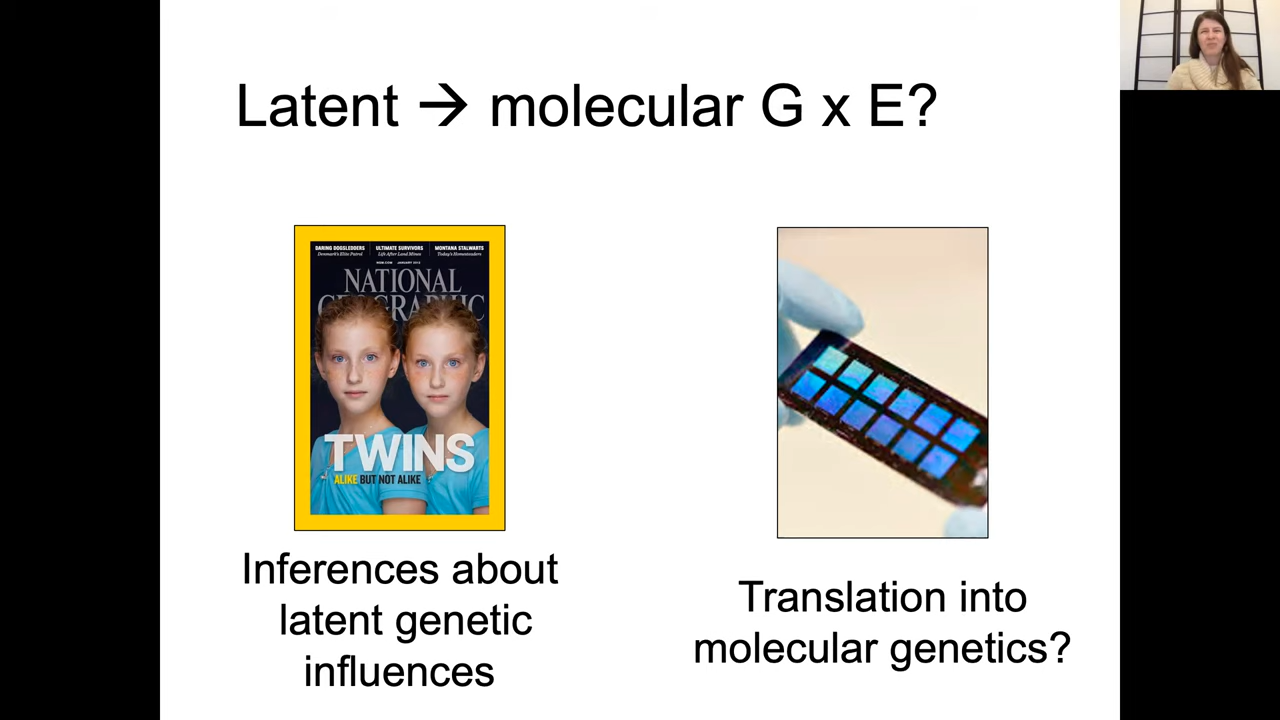 Latent → molecular G x E?
DARING DOGSLEDDERS
Denmark's Elite Patrol
ULTIMATE SURVIVORS
Life After Land Mines
MONTANA STALWARTS
Today's Homesteaders
NATIONAL
GEOGRAPHIC
TWINS
ALIKE BUT NOT ALIKE
Inferences about
latent genetic
influences
Translation into
molecular genetics?